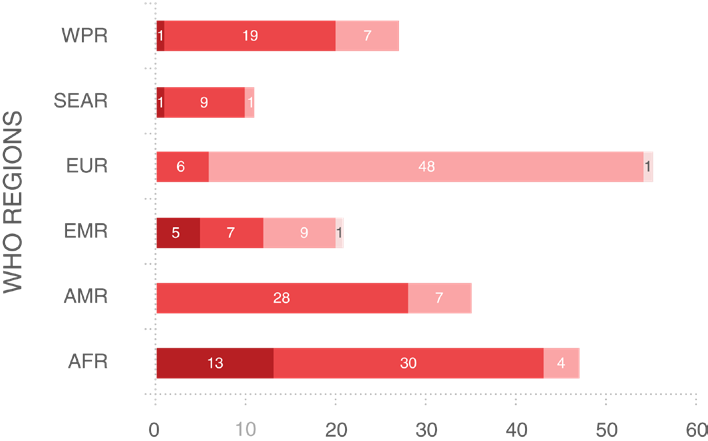 WHO REGIONS
WPR 1 19 7
SEAR 1 9 1
EUR 6 48 1
EMR 5 7 9 1
AMR 28 7
AFR 13 30 4
0 10 20 30 40 50 60